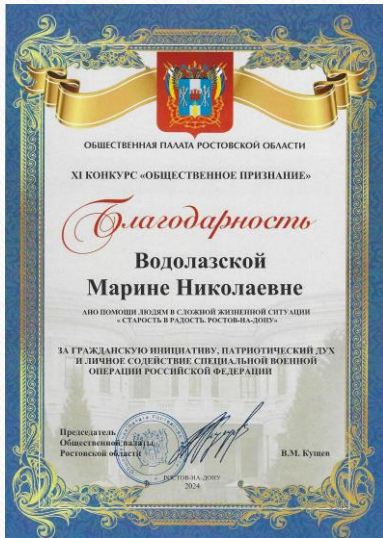 ОБЩЕСТВЕННАЯ ПАЛАТА РОСТОВСКОЙ ОБЛАСТИ
XI КОНКУРС «ОБЩЕСТВЕННОЕ ПРИЗНАНИЕ»
Благодарность
Водолазской
Марине Николаевне
АНО ПОМОЩИ ЛЮДЯМ В СЛОЖНОЙ ЖИЗНЕННОЙ СИТУАЦИИ
« СТАРОСТЬ В РАДОСТЬ. РОСТОВ-НА-ДОНУ»
ЗА ГРАЖДАНСКУЮ ИНИЦИАТИВУ, ПАТРИОТИЧЕСКИЙ ДУХ
И ЛИЧНОЕ СОДЕЙСТВИЕ СПЕЦИАЛЬНОЙ ВОЕННОЙ
ОПЕРАЦИИ РОССИЙСКОЙ ФЕДЕРАЦИИ
Председатель
Общественной палаты
Ростовской области
В.М. Кущев
г. РОСТОВ-НА-ДОНУ
2024